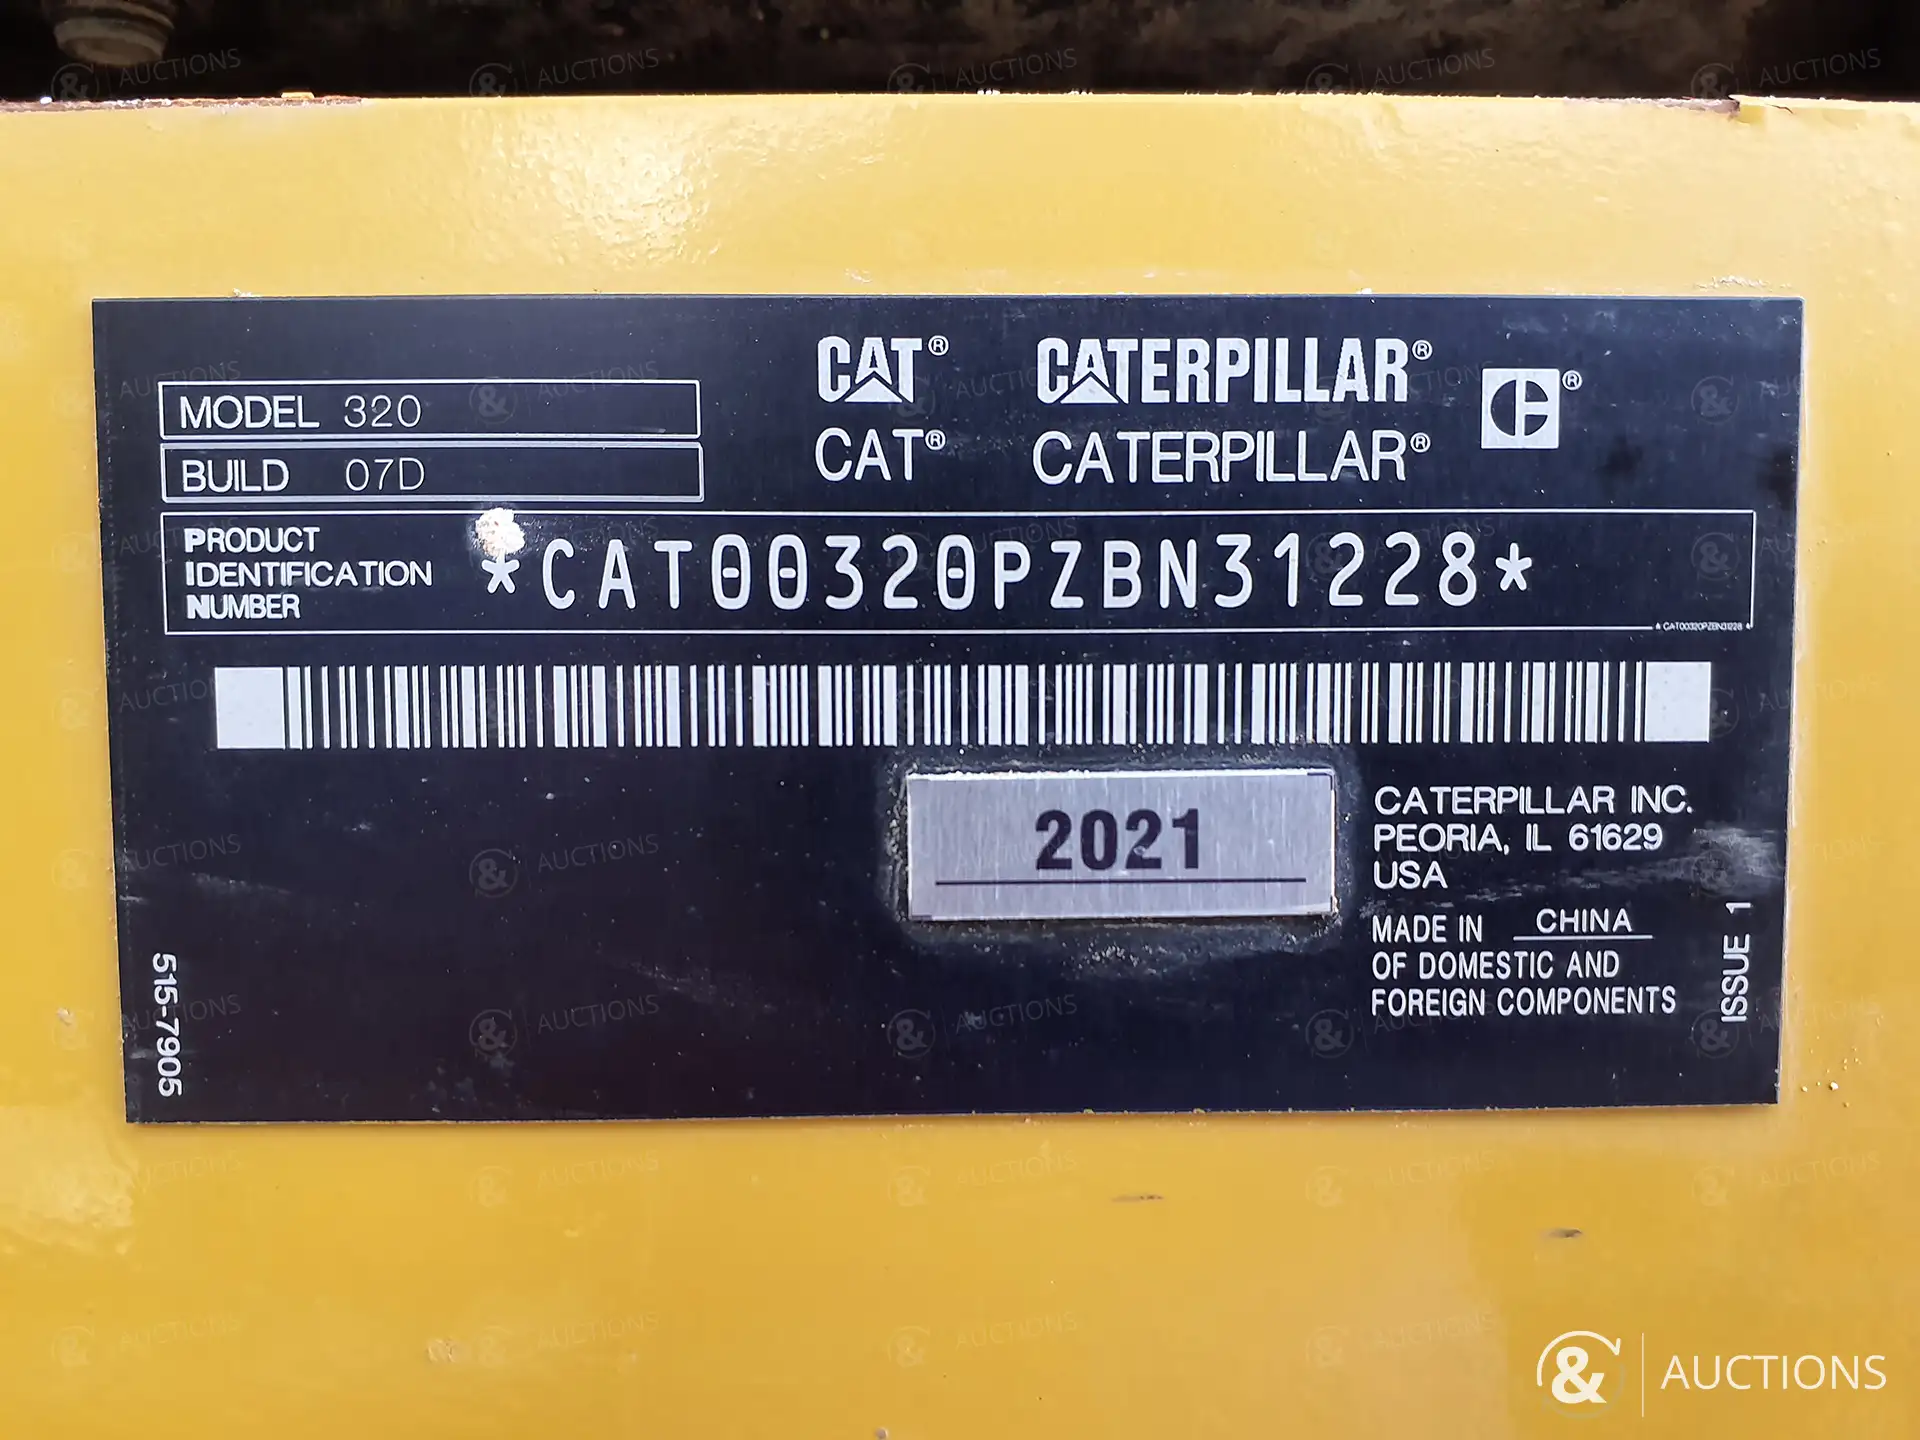 CAT® CATERPILLAR®
CAT® CATERPILLAR®
C®
MODEL 320
BUILD 07D
PRODUCT
IDENTIFICATION
NUMBER
*CAT00320PZBN31228*
* CAT00320PZBN31228 *
2021
CATERPILLAR INC.
PEORIA, IL 61629
USA
MADE IN CHINA
OF DOMESTIC AND
FOREIGN COMPONENTS
515-7905
ISSUE 1
& AUCTIONS